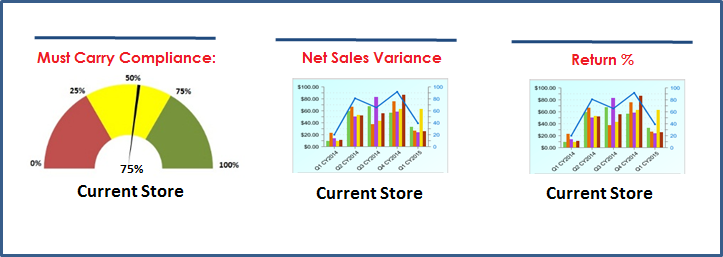 Must Carry Compliance:
50%
25%
75%
0%
100%
75%
Current Store
Net Sales Variance
$100.00
$80.00
$60.00
$40.00
$20.00
$0.00
100
80
60
40
20
0
Q1 CY2014
Q2 CY2014
Q3 CY2014
Q4 CY2014
Q1 CY2015
Current Store
Return %
$100.00
$80.00
$60.00
$40.00
$20.00
$0.00
100
80
60
40
20
0
Q1 CY2014
Q2 CY2014
Q3 CY2014
Q4 CY2014
Q1 CY2015
Current Store